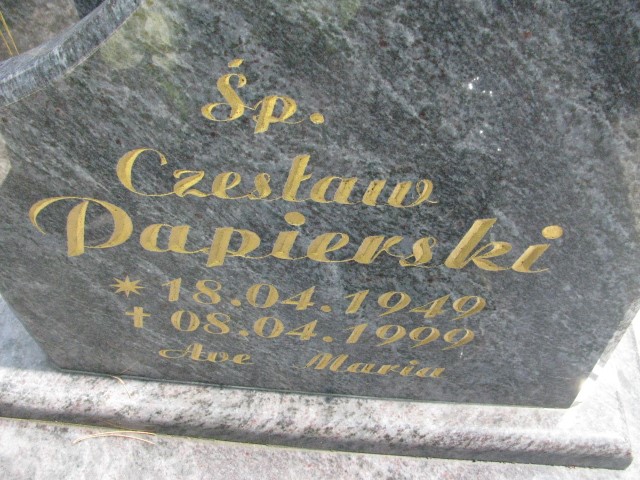 Śp.
Czesław
Papierski
* 18.04.1949
✝ 08.04.1999
Ave Maria